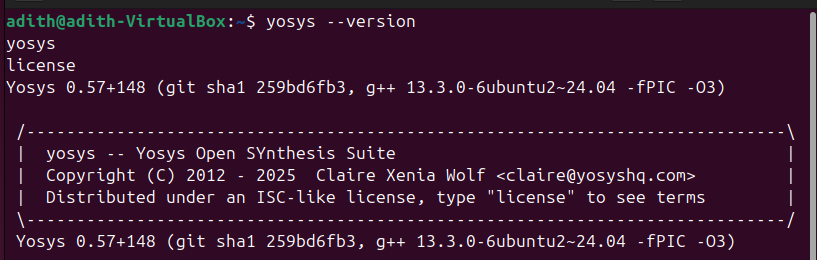 adith@adith-VirtualBox:~$ yosys --version
yosys
license
Yosys 0.57+148 (git sha1 259bd6fb3, g++ 13.3.0-6ubuntu2~24.04 -fPIC -O3)
/----------------------------------------------------------------------------\
| yosys -- Yosys Open SYnthesis Suite |
| Copyright (C) 2012 - 2025 Claire Xenia Wolf <claire@yosyshq.com> |
| Distributed under an ISC-like license, type "license" to see terms |
\----------------------------------------------------------------------------/
Yosys 0.57+148 (git sha1 259bd6fb3, g++ 13.3.0-6ubuntu2~24.04 -fPIC -O3)